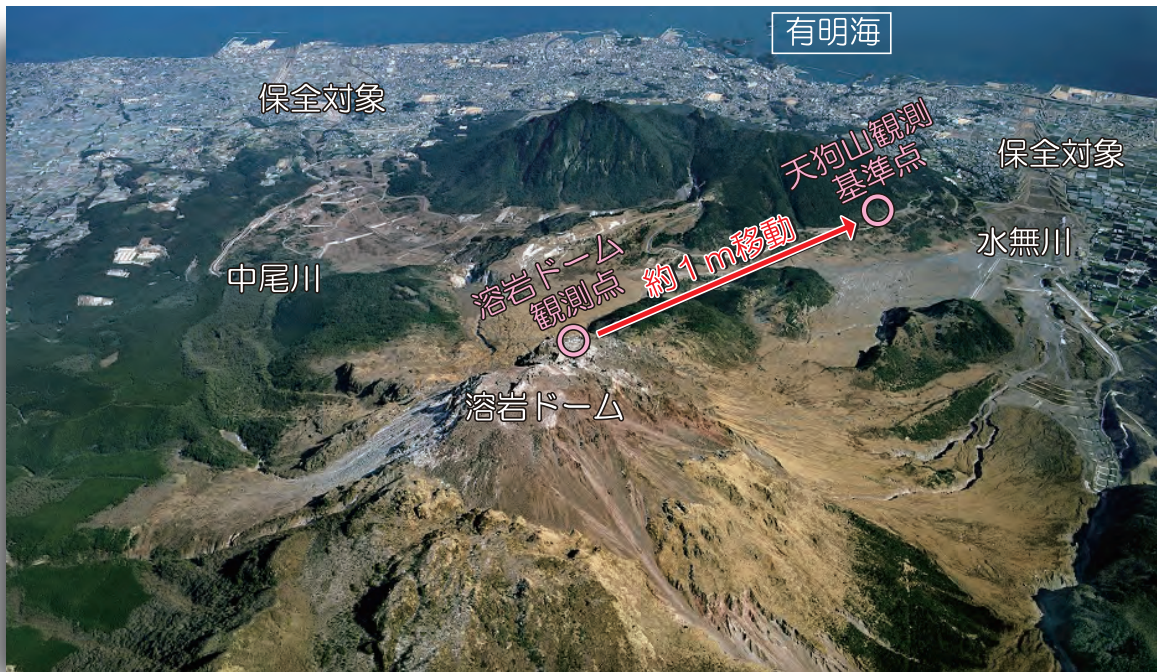 有明海
保全対象
天狗山観測
基準点
保全対象
水無川
約1m移動
中尾川
溶岩ドーム
観測点
溶岩ドーム